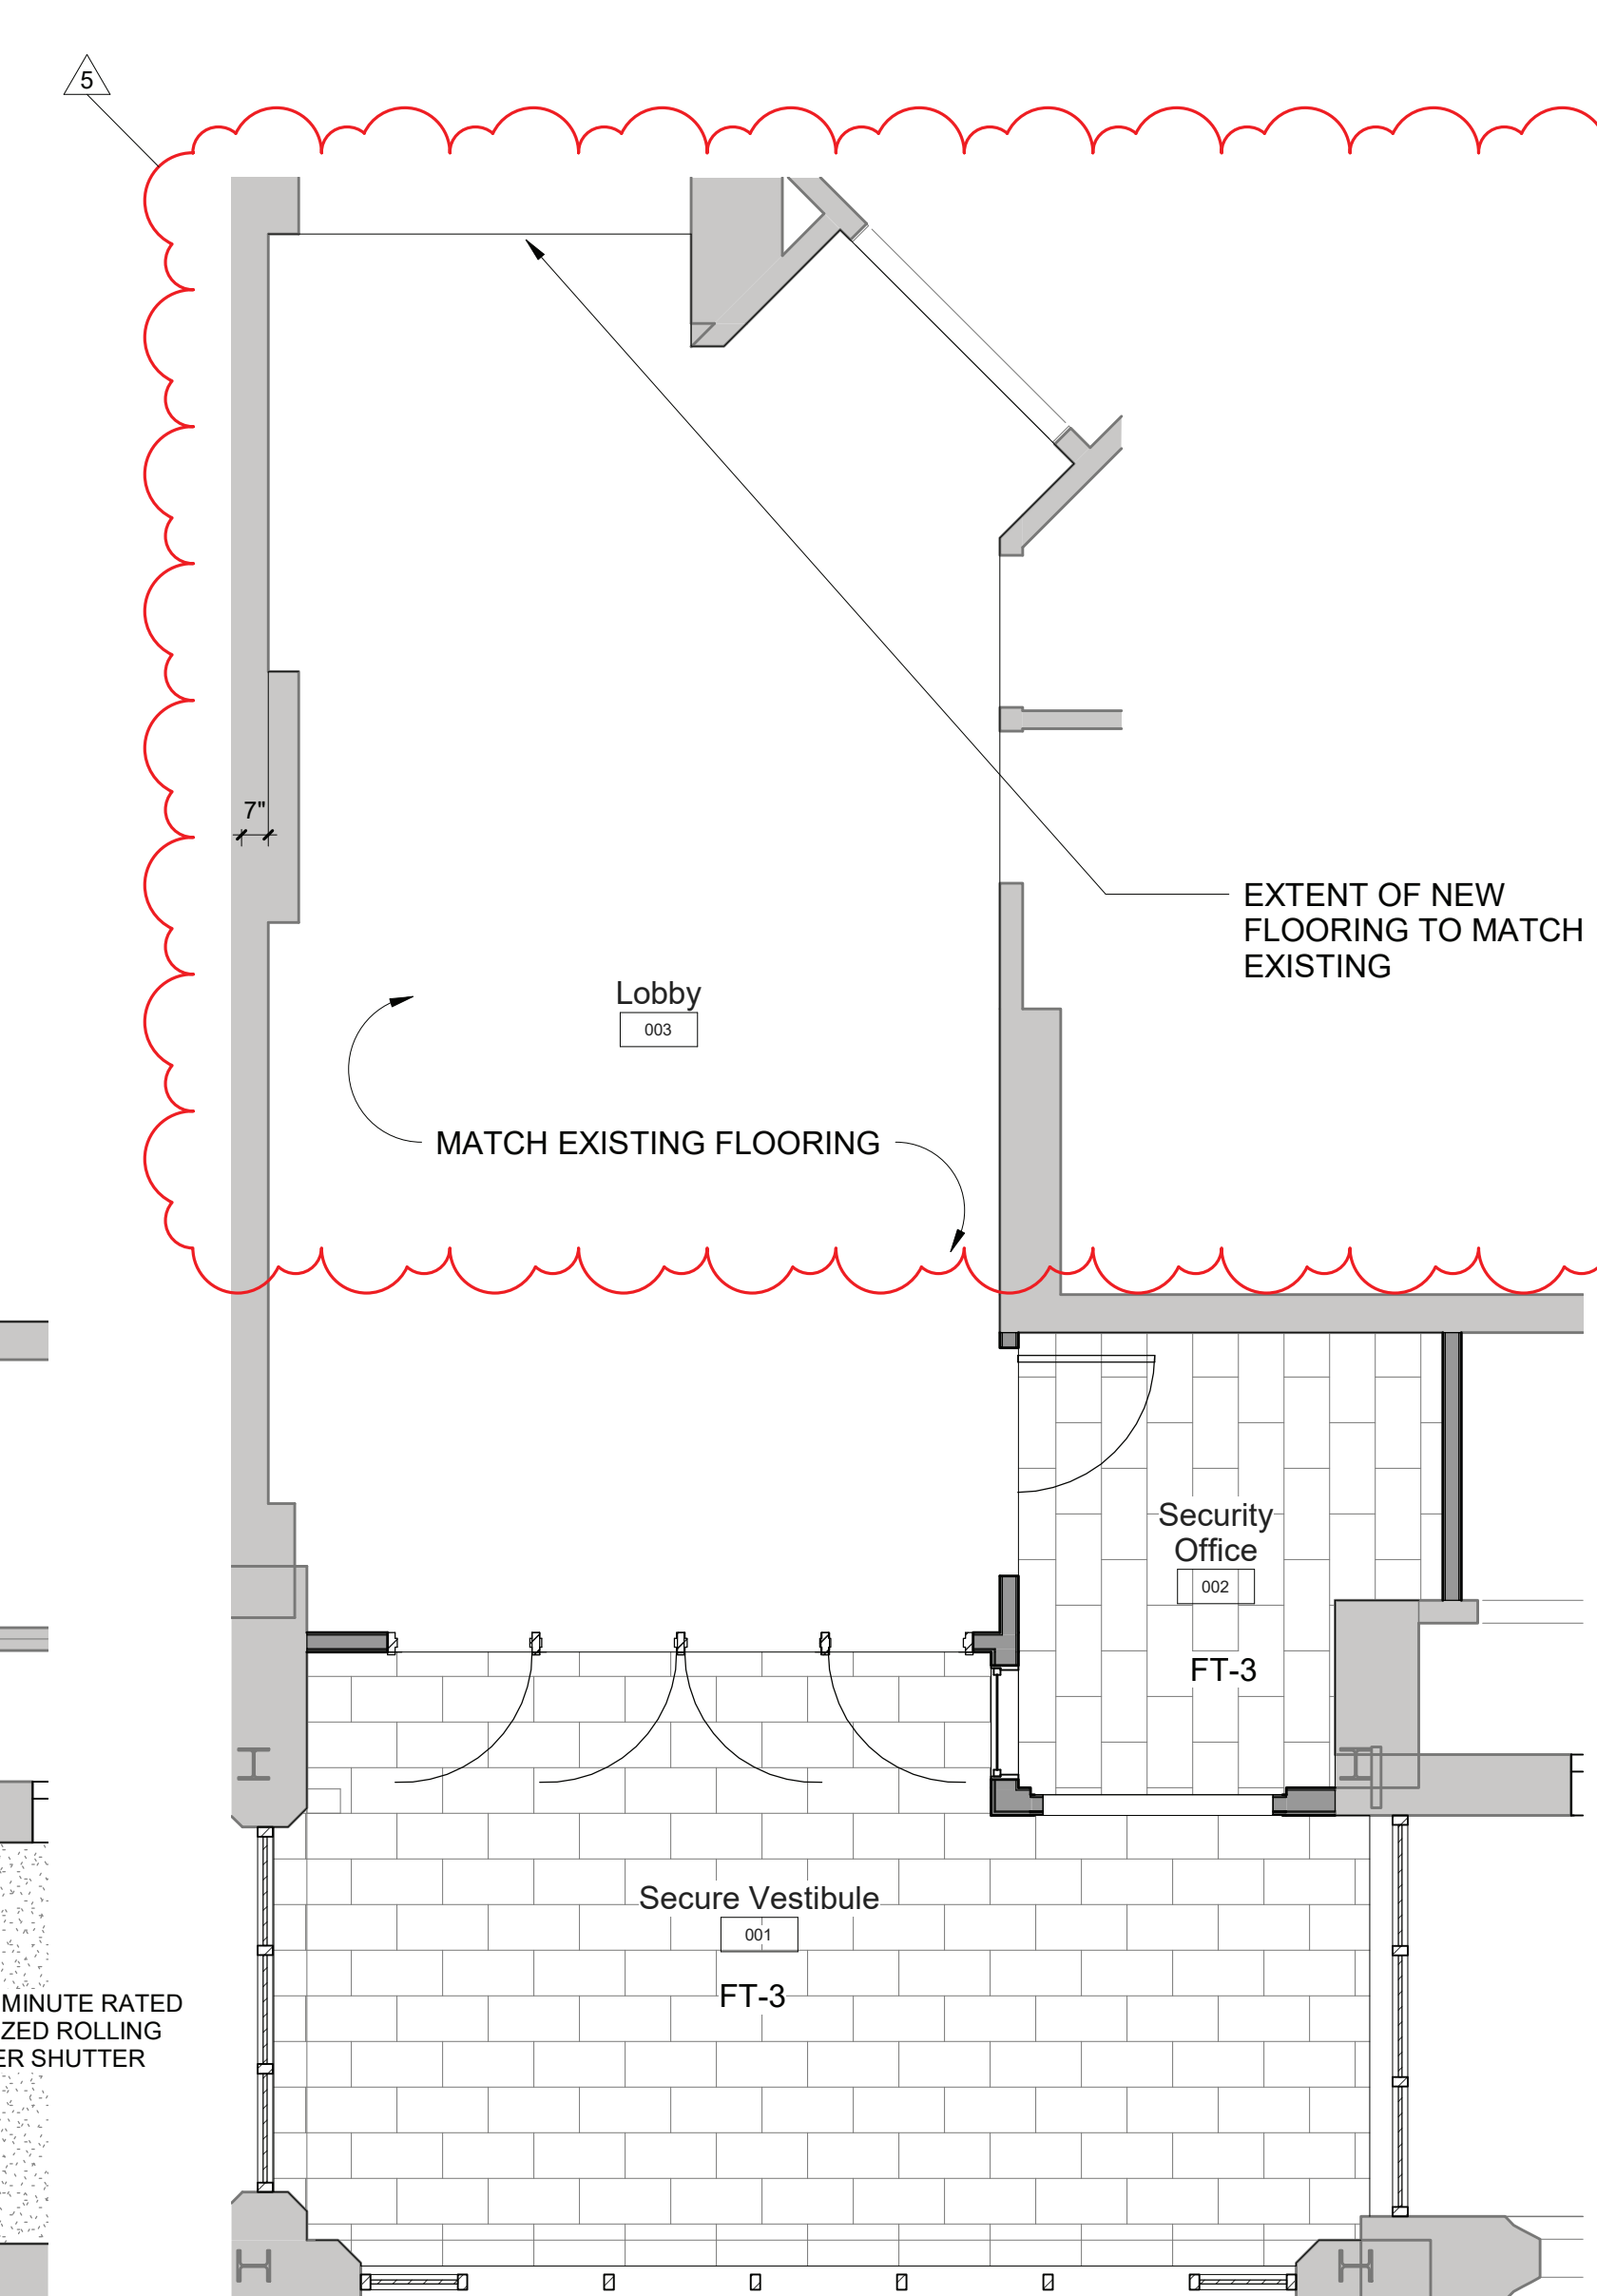 5
7"
EXTENT OF NEW
FLOORING TO MATCH
EXISTING
Lobby
003
MATCH EXISTING FLOORING
Security
Office
002
FT-3
Secure Vestibule
001
FT-3
MINUTE RATED
ZED ROLLING
ER SHUTTER